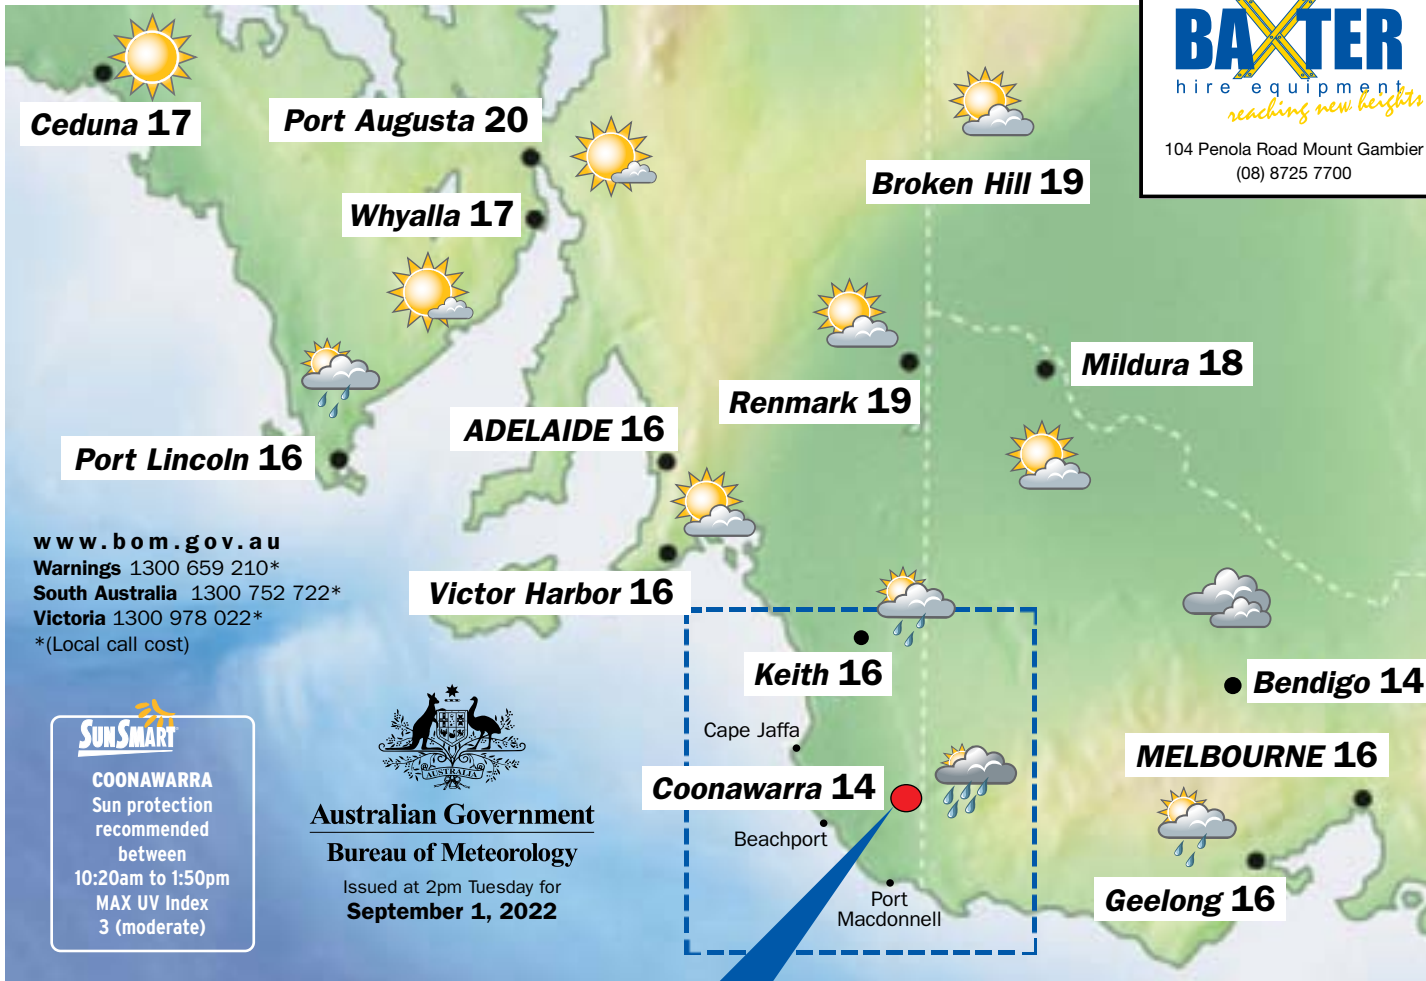 BAXTER
hire equipment
reaching new heights
104 Penola Road Mount Gambier
(08) 8725 7700
Ceduna 17
Port Augusta 20
Whyalla 17
Broken Hill 19
Mildura 18
Renmark 19
ADELAIDE 16
Port Lincoln 16
Victor Harbor 16
www.bom.gov.au
Warnings 1300 659 210*
South Australia 1300 752 722*
Victoria 1300 978 022*
*(Local call cost)
Keith 16
Bendigo 14
Cape Jaffa
MELBOURNE 16
Coonawarra 14
Beachport
Port
Macdonnell
Geelong 16
SUNSMART
COONAWARRA
Sun protection
recommended
between
10:20am to 1:50pm
MAX UV Index
3 (moderate)
AUSTRALIA
Australian Government
Bureau of Meteorology
Issued at 2pm Tuesday for
September 1, 2022